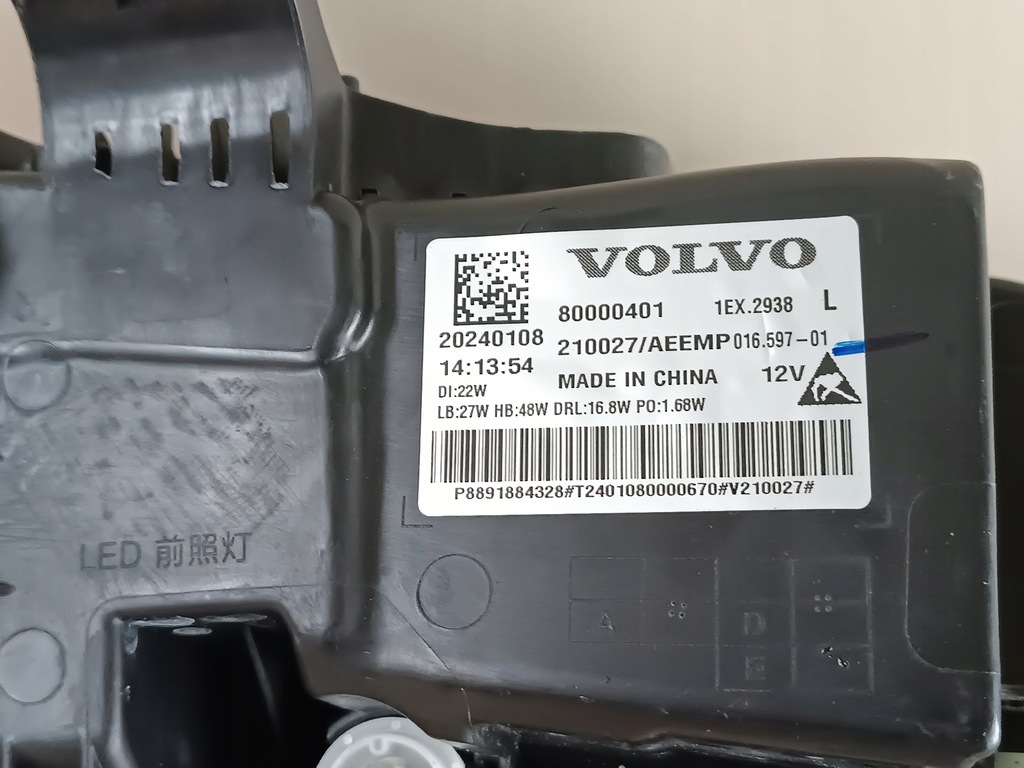 VOLVO
80000401 1EX.2938 L
20240108 210027/AEEMP 016.597-01
14:13:54 MADE IN CHINA 12V
DI:22W
LB:27W HB:48W DRL:16.8W PO:1.68W
P8891884328#T2401080000670#V210027#
LED 前照灯
A D
E